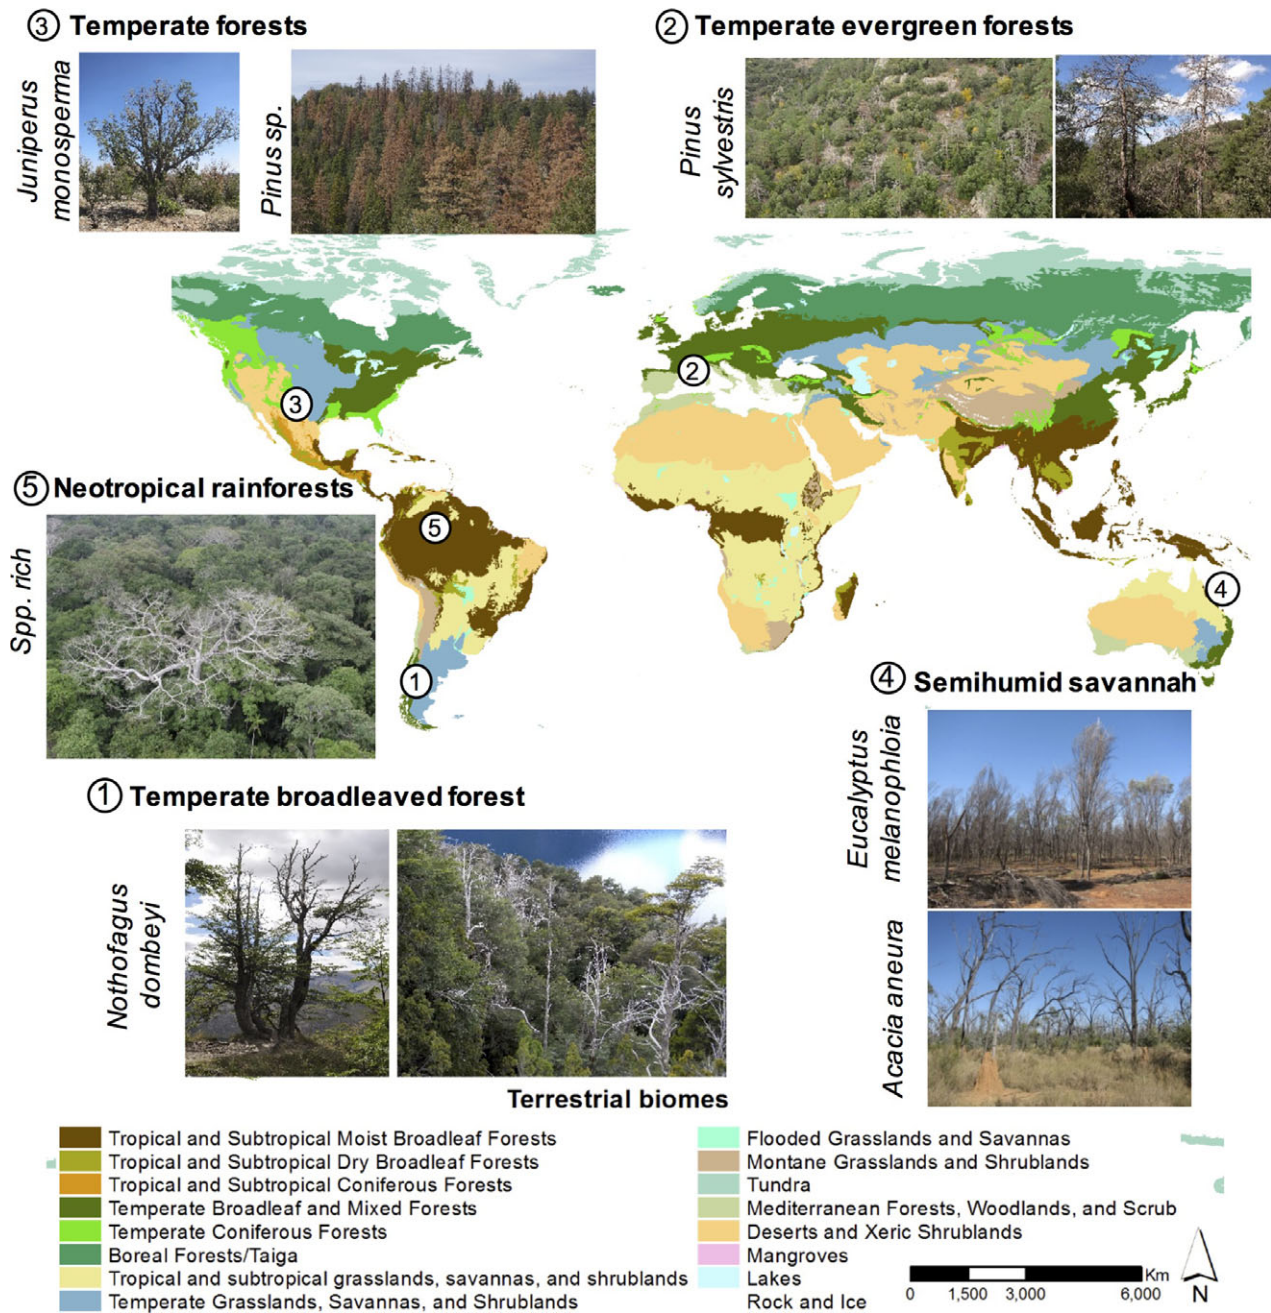 ③ Temperate forests
② Temperate evergreen forests
Juniperus
monosperma
Pinus sp.
Pinus
sylvestris
③
②
⑤ Neotropical rainforests
Spp. rich
⑤
④
①
④ Semihumid savannah
Eucalyptus
melanophloia
Acacia aneura
① Temperate broadleaved forest
Nothofagus
dombeyi
Terrestrial biomes
Tropical and Subtropical Moist Broadleaf Forests
Tropical and Subtropical Dry Broadleaf Forests
Tropical and Subtropical Coniferous Forests
Temperate Broadleaf and Mixed Forests
Temperate Coniferous Forests
Boreal Forests/Taiga
Tropical and subtropical grasslands, savannas, and shrublands
Temperate Grasslands, Savannas, and Shrublands
Flooded Grasslands and Savannas
Montane Grasslands and Shrublands
Tundra
Mediterranean Forests, Woodlands, and Scrub
Deserts and Xeric Shrublands
Mangroves
Lakes
Rock and Ice
Km
0 1,500 3,000 6,000
N